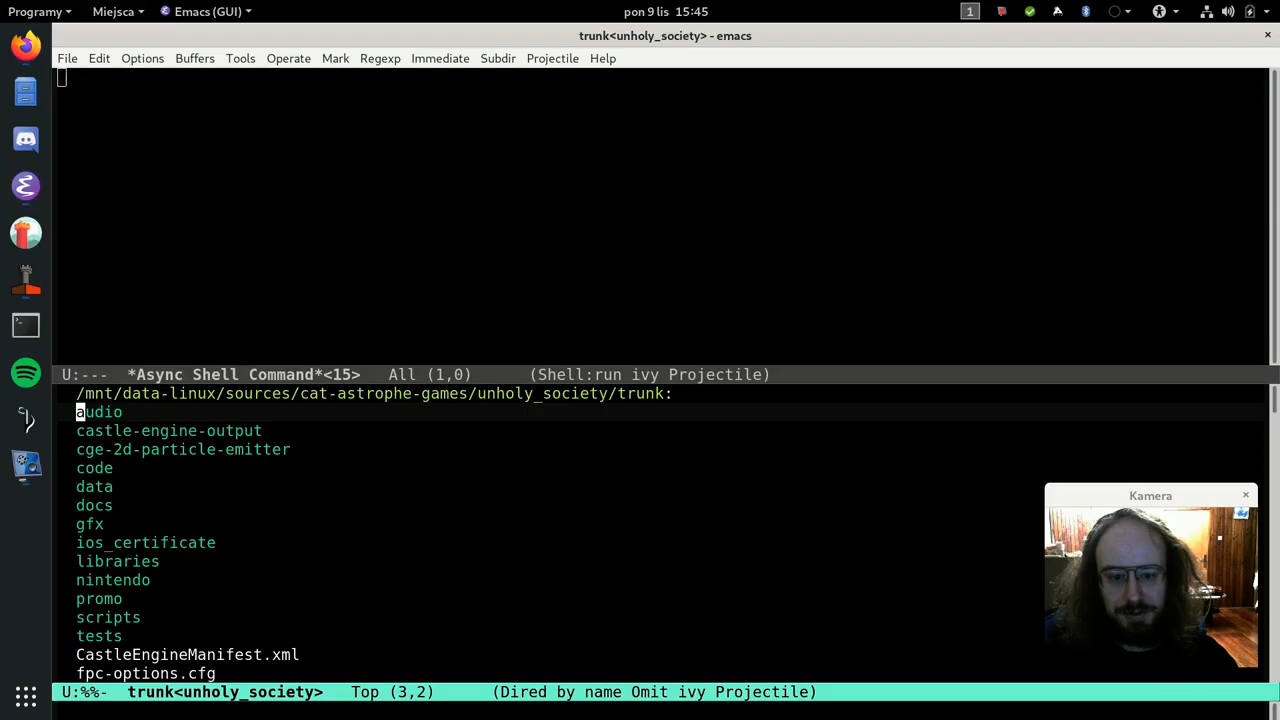 Programy Miejsca Emacs (GUI) pon 9 lis 15:45 1
trunk<unholy_society> - emacs ×
File Edit Options Buffers Tools Operate Mark Regexp Immediate Subdir Projectile Help
U:--- *Async Shell Command*<15> All (1,0) (Shell:run ivy Projectile)
/mnt/data-linux/sources/cat-astrophe-games/unholy_society/trunk:
audio
castle-engine-output
cge-2d-particle-emitter
code
data
docs
gfx
ios_certificate
libraries
nintendo
promo
scripts
tests
CastleEngineManifest.xml
fpc-options.cfg
Kamera ×
U:%%- trunk<unholy_society> Top (3,2) (Dired by name Omit ivy Projectile)